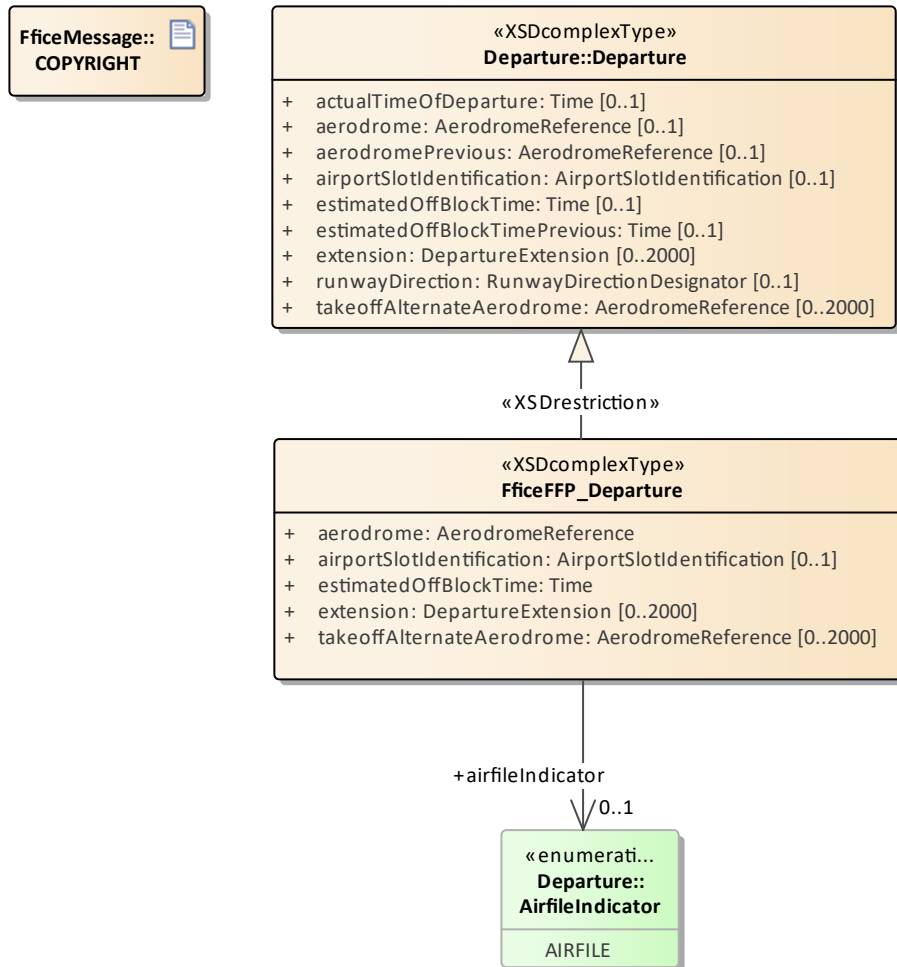 FficeMessage::
COPYRIGHT
«XSDcomplexType»
Departure::Departure
+ actualTimeOfDeparture: Time [0..1]
+ aerodrome: AerodromeReference [0..1]
+ aerodromePrevious: AerodromeReference [0..1]
+ airportSlotIdentification: AirportSlotIdentification [0..1]
+ estimatedOffBlockTime: Time [0..1]
+ estimatedOffBlockTimePrevious: Time [0..1]
+ extension: DepartureExtension [0..2000]
+ runwayDirection: RunwayDirectionDesignator [0..1]
+ takeoffAlternateAerodrome: AerodromeReference [0..2000]
«XSDrestriction»
«XSDcomplexType»
FficeFFP_Departure
+ aerodrome: AerodromeReference
+ airportSlotIdentification: AirportSlotIdentification [0..1]
+ estimatedOffBlockTime: Time
+ extension: DepartureExtension [0..2000]
+ takeoffAlternateAerodrome: AerodromeReference [0..2000]
+airfileIndicator
0..1
«enumerati...
Departure::
AirfileIndicator
AIRFILE